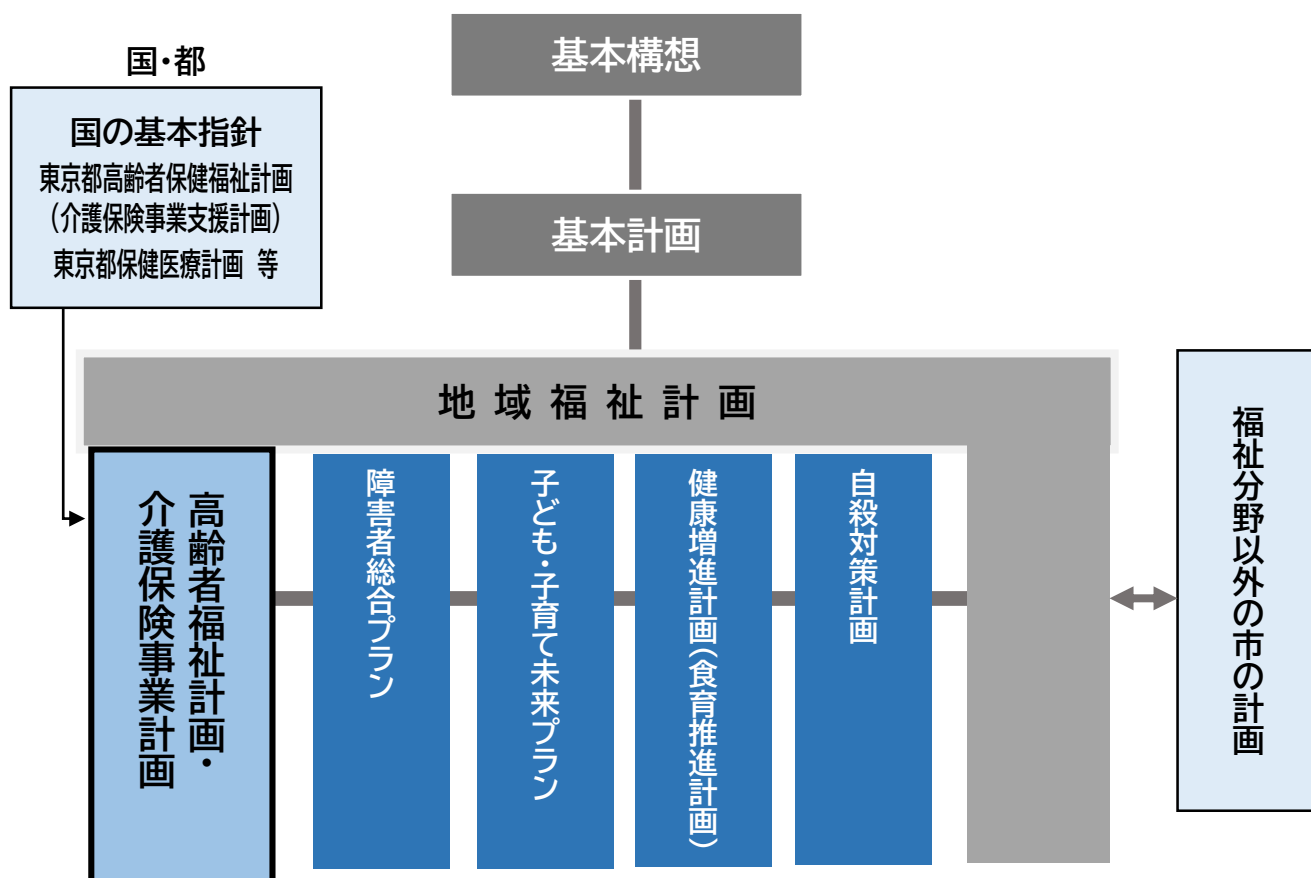 国・都
国の基本指針
東京都高齢者保健福祉計画
（介護保険事業支援計画）
東京都保健医療計画 等
基本構想
基本計画
地域福祉計画
高齢者福祉計画・
介護保険事業計画
障害者総合プラン
子ども・子育て未来プラン
健康増進計画（食育推進計画）
自殺対策計画
福祉分野以外の市の計画